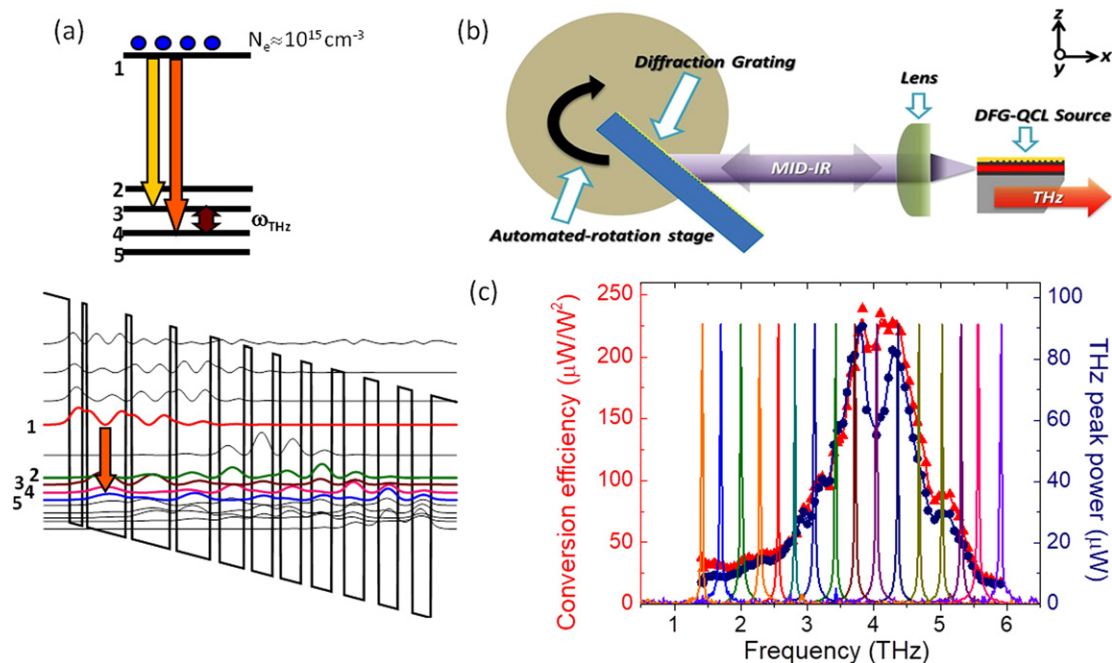 (a)
Nₑ≈10¹⁵cm⁻³
1
2
3
4
5
ω_THz
(b)
Diffraction Grating
Lens
DFG-QCL Source
MID-IR
THz
Automated-rotation stage
z
y
x
1
2
3
4
5
(c)
Conversion efficiency (μW/W²)
250
200
150
100
50
0
THz peak power (μW)
100
80
60
40
20
0
1 2 3 4 5 6
Frequency (THz)